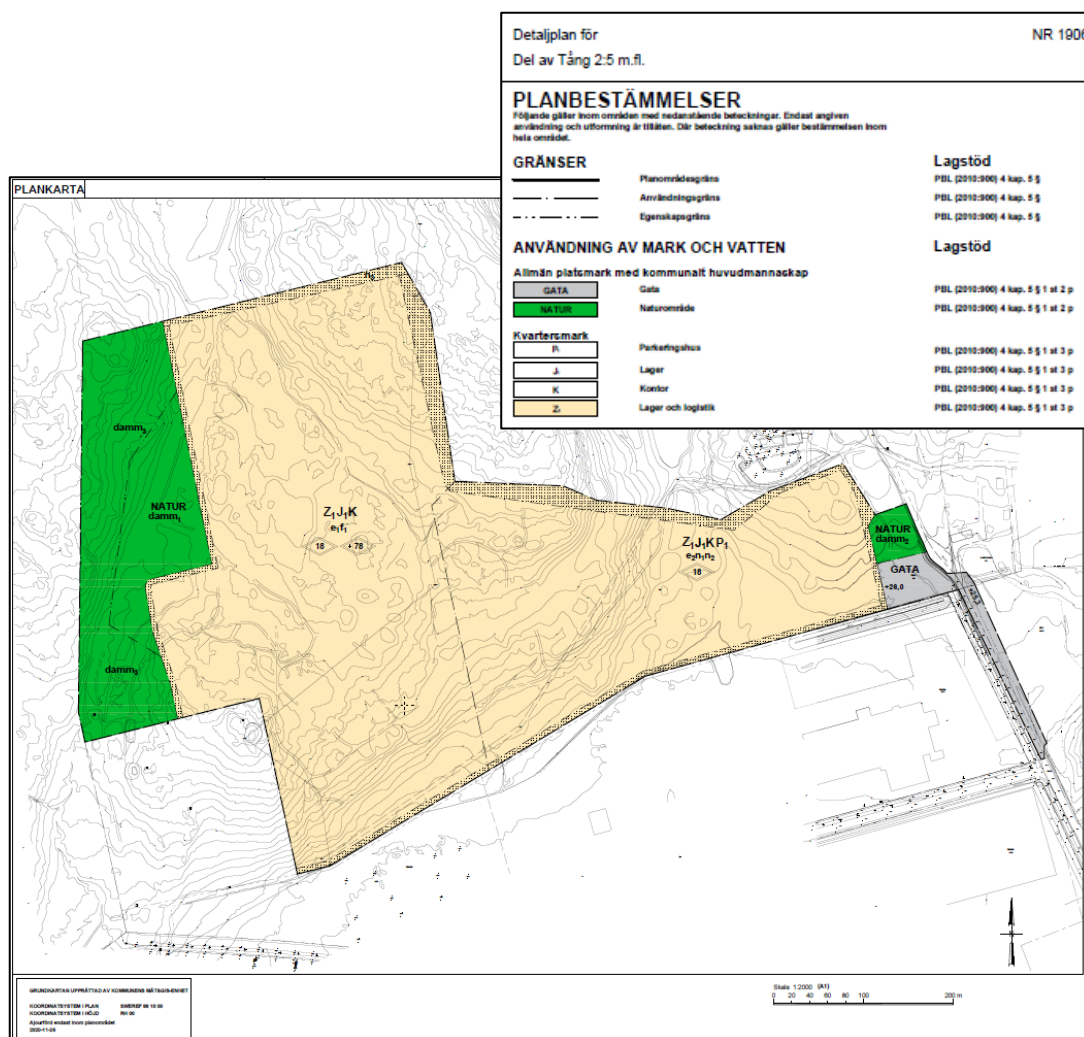 Detaljplan för NR 1906
Del av Tång 2:5 m.fl.
PLANBESTÄMMELSER
Följande gäller inom områden med nedanstående beteckningar. Endast angiven
användning och utformning är tillåten. Där beteckning saknas gäller bestämmelsen inom
hela området.
GRÄNSER Lagstöd
Planområdesgräns PBL (2010:900) 4 kap. 5 §
Användningsgräns PBL (2010:900) 4 kap. 5 §
Egenskapsgräns PBL (2010:900) 4 kap. 5 §
ANVÄNDNING AV MARK OCH VATTEN Lagstöd
Allmän platsmark med kommunalt huvudmannaskap
GATA Gata PBL (2010:900) 4 kap. 5 § 1 st 2 p
NATUR Naturområde PBL (2010:900) 4 kap. 5 § 1 st 2 p
Kvartersmark
P₁ Parkeringshus PBL (2010:900) 4 kap. 5 § 1 st 3 p
J₁ Lager PBL (2010:900) 4 kap. 5 § 1 st 3 p
K Kontor PBL (2010:900) 4 kap. 5 § 1 st 3 p
Z₁ Lager och logistik PBL (2010:900) 4 kap. 5 § 1 st 3 p
PLANKARTA
damm₃
NATUR
damm₁
damm₃
Z₁J₁K
e₁f₁
18 +78
Z₁J₁KP₁
e₂n₁n₂
18
NATUR
damm₂
GATA
+26,0
GRUNDKARTAN UPPRÄTTAD AV KOMMUNENS MÄT&GIS-ENHET
KOORDINATSYSTEM I PLAN
KOORDINATSYSTEM I HÖJD RH 00
Ajourförd endast inom planområdet
2020-11-20
Skala 1:2000 (A1)
0 20 40 60 80 100 200 m